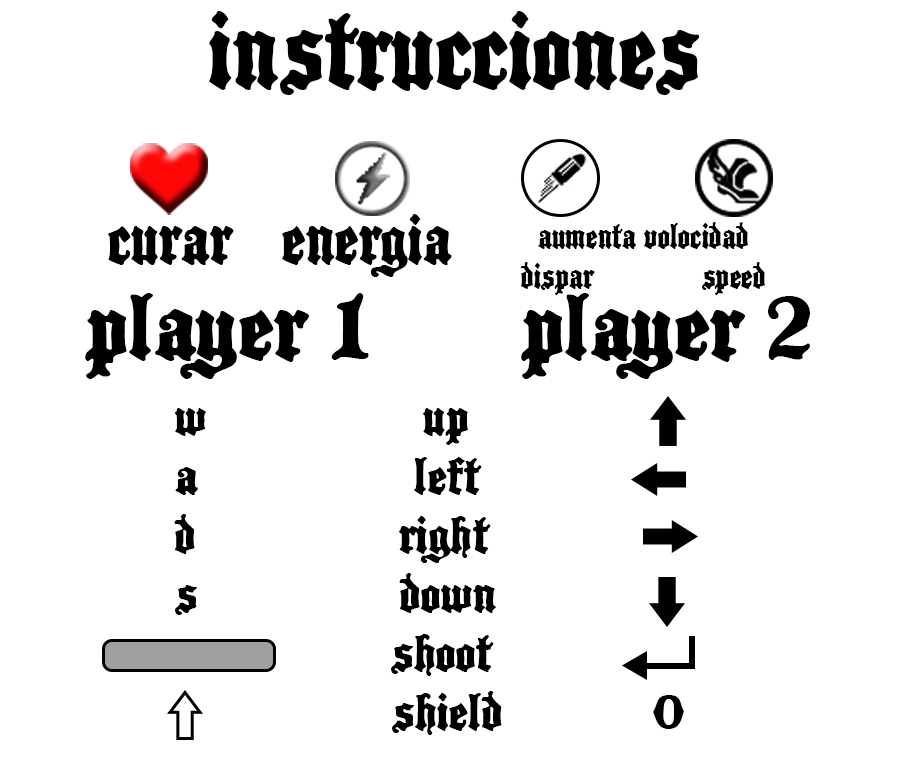 instrucciones
curar energia
aumenta volocidad
dispar speed
player 1 player 2
w up
a left
d right
s down
shoot
shield 0